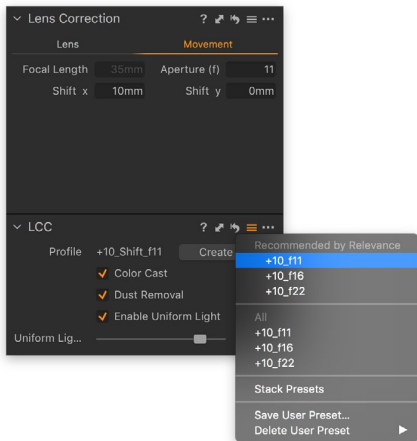 Lens Correction ? ...
Lens Movement
Focal Length 35mm Aperture (f) 11
Shift x 10mm Shift y 0mm
LCC ? ...
Profile +10_Shift_f11 Create
Color Cast
Dust Removal
Enable Uniform Light
Uniform Lig...
Recommended by Relevance
+10_f11
+10_f16
+10_f22
All
+10_f11
+10_f16
+10_f22
Stack Presets
Save User Preset...
Delete User Preset